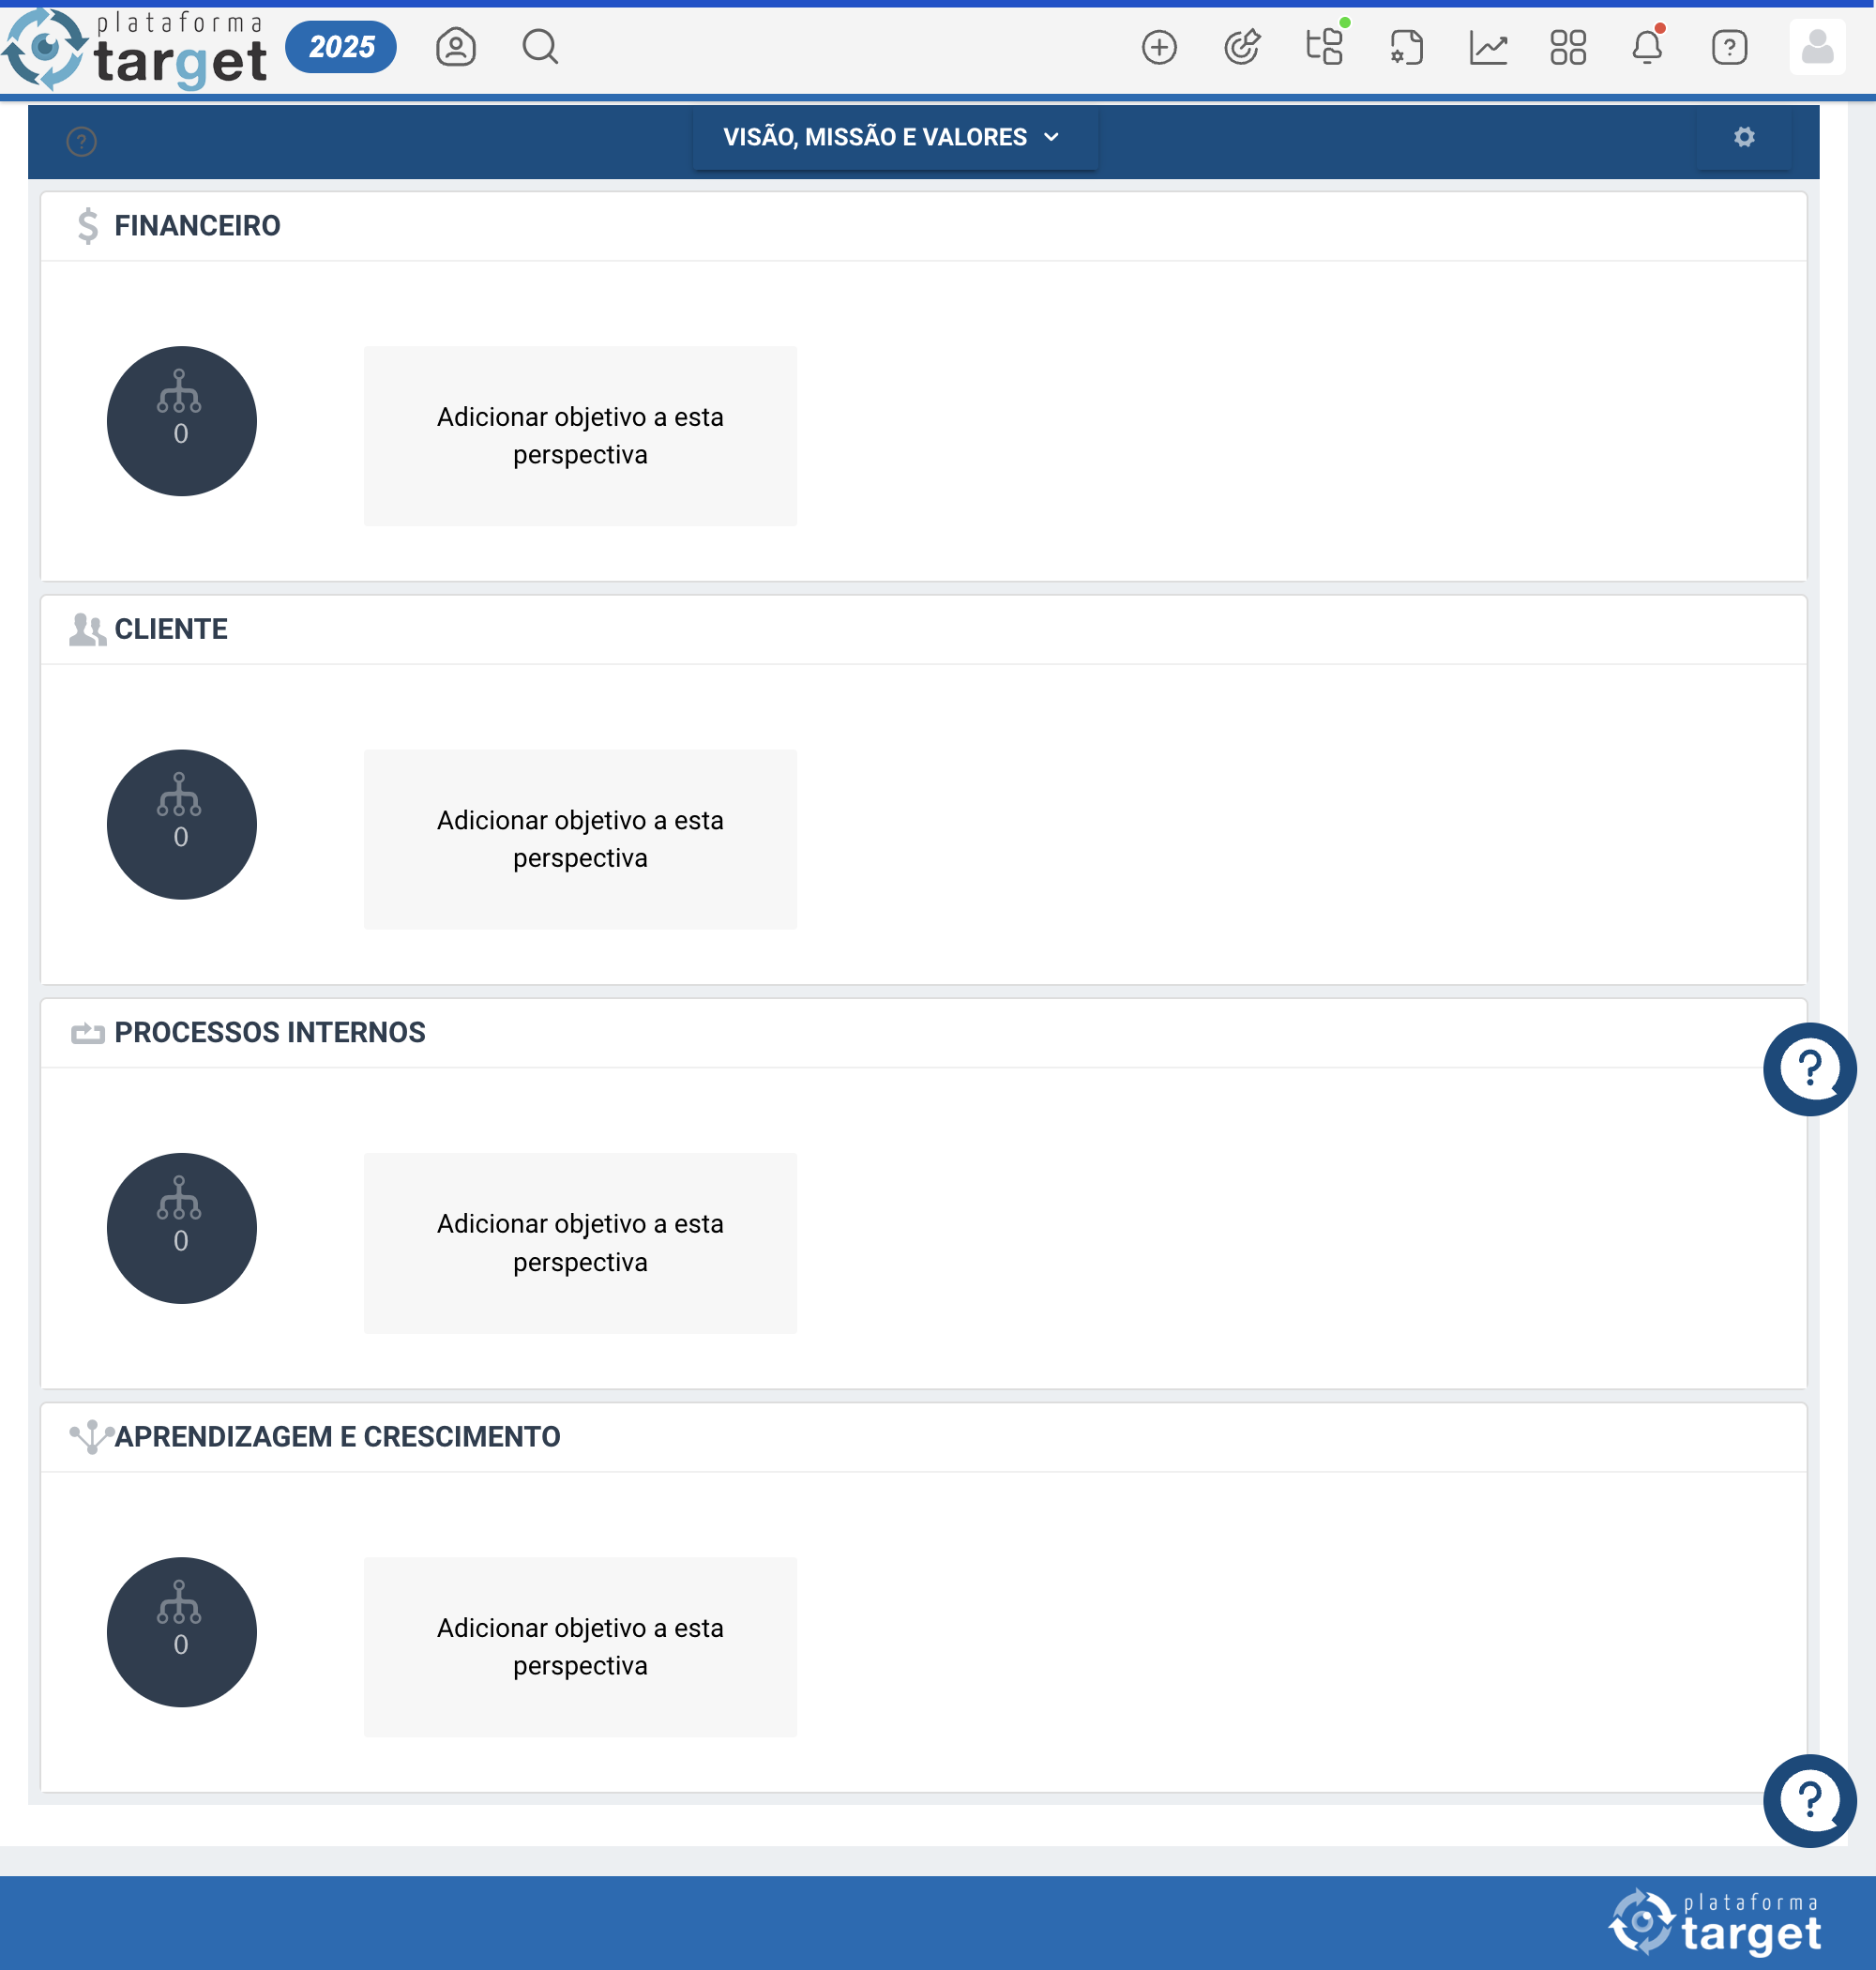 plataforma
target
2025
?
?
VISÃO, MISSÃO E VALORES
FINANCEIRO
0
Adicionar objetivo a esta
perspectiva
CLIENTE
0
Adicionar objetivo a esta
perspectiva
PROCESSOS INTERNOS
?
0
Adicionar objetivo a esta
perspectiva
APRENDIZAGEM E CRESCIMENTO
0
Adicionar objetivo a esta
perspectiva
?
plataforma
target